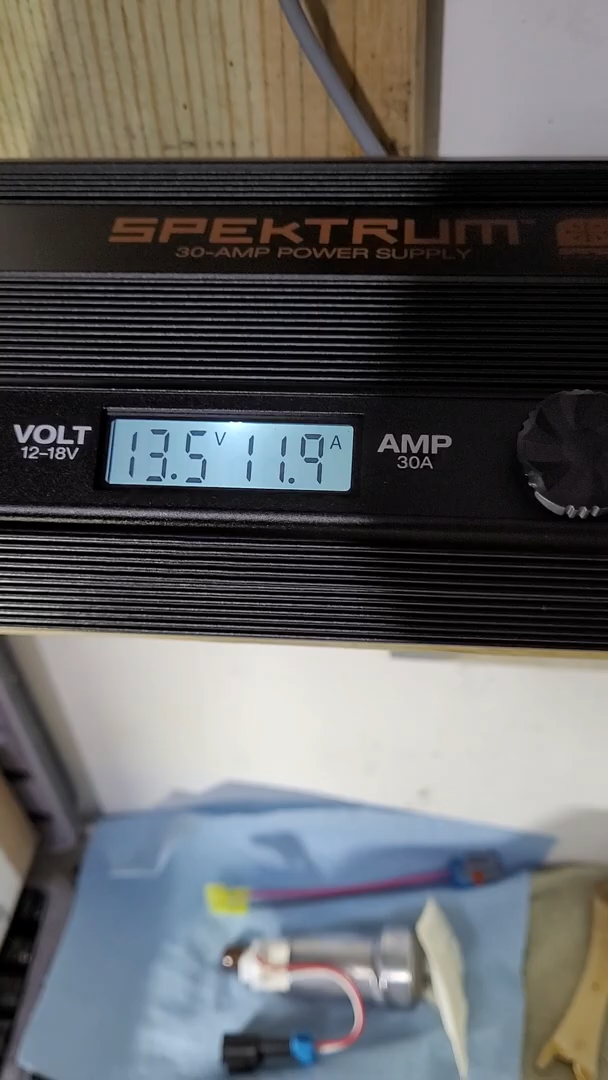 SPEKTRUM
30-AMP POWER SUPPLY
VOLT
12-18V
13.5 V 11.9 A
AMP
30A